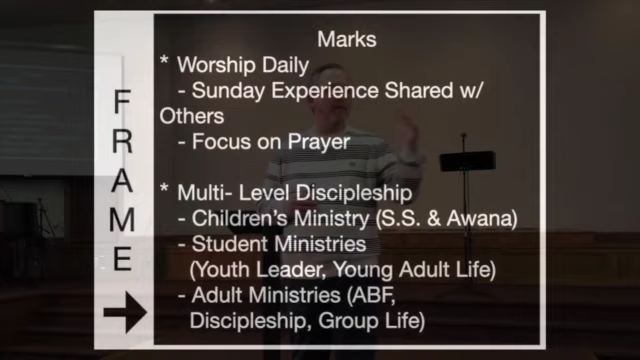 FRAME
Marks
* Worship Daily
- Sunday Experience Shared w/
Others
- Focus on Prayer
* Multi- Level Discipleship
- Children's Ministry (S.S. & Awana)
- Student Ministries
(Youth Leader, Young Adult Life)
- Adult Ministries (ABF,
Discipleship, Group Life)